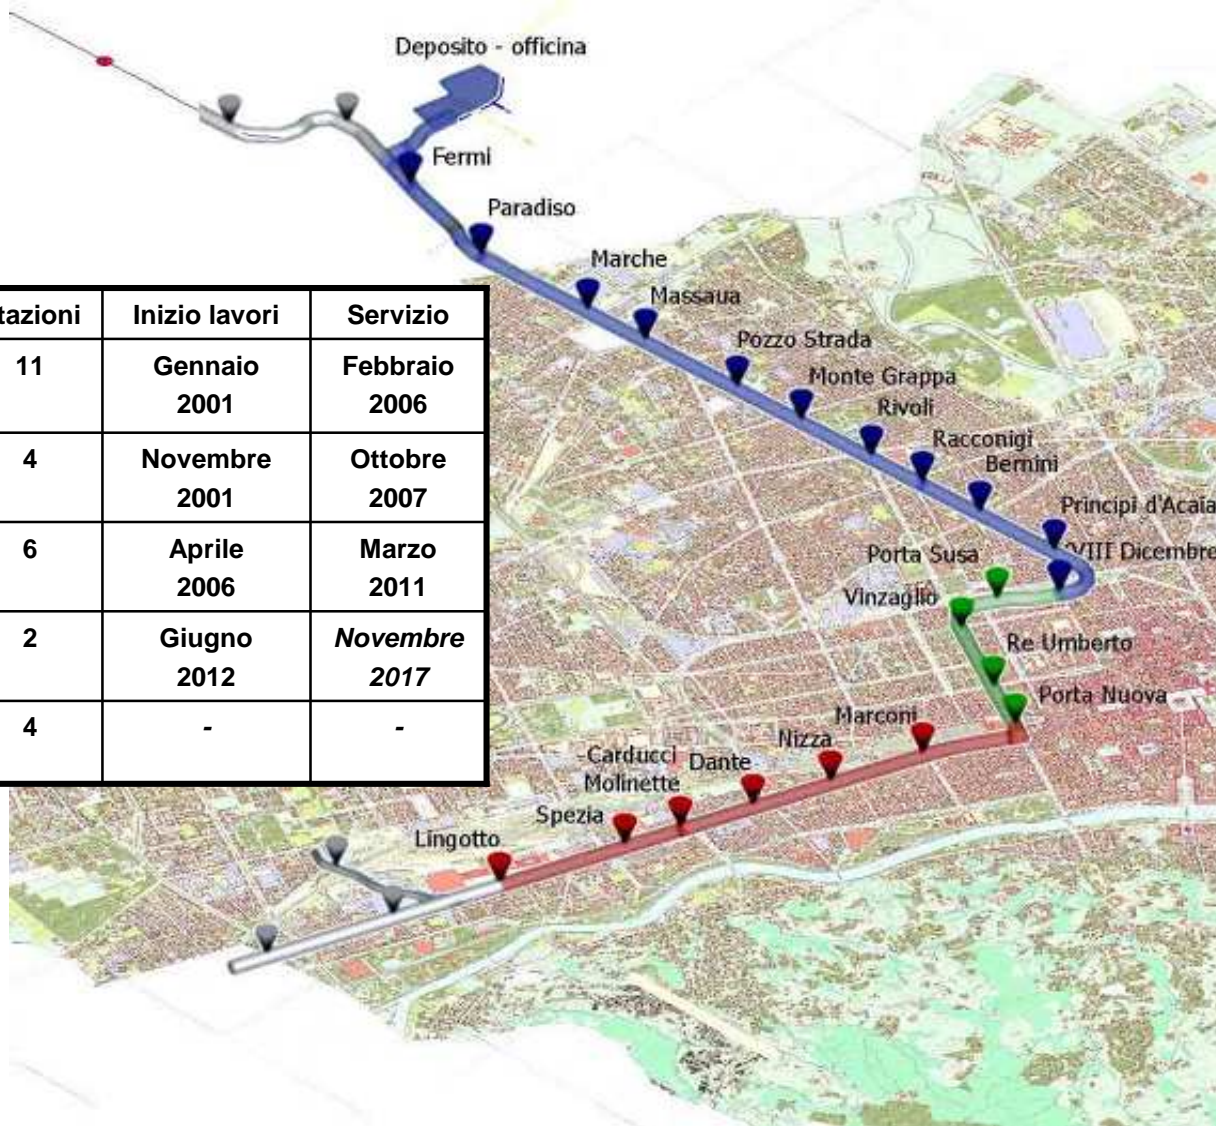 Deposito - officina
Fermi
Paradiso
Marche
Massaua
Pozzo Strada
Monte Grappa
Rivoli
Racconigi
Bernini
Principi d'Acaia
VIII Dicembre
Porta Susa
Vinzaglio
Re Umberto
Porta Nuova
Marconi
Nizza
Dante
-Carducci
Molinette
Spezia
Lingotto
tazioni Inizio lavori Servizio
11 Gennaio 2001 Febbraio 2006
4 Novembre 2001 Ottobre 2007
6 Aprile 2006 Marzo 2011
2 Giugno 2012 Novembre 2017
4 - -